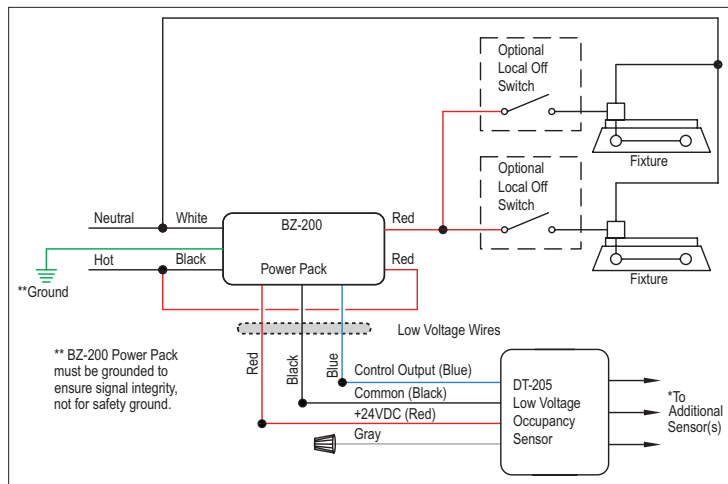 Optional
Local Off
Switch
Fixture
Optional
Local Off
Switch
Fixture
Neutral
White
BZ-200
Power Pack
Red
Red
Hot
Black
**Ground
** BZ-200 Power Pack
must be grounded to
ensure signal integrity,
not for safety ground.
Low Voltage Wires
Red
Black
Blue
Control Output (Blue)
Common (Black)
+24VDC (Red)
Gray
DT-205
Low Voltage
Occupancy
Sensor
*To
Additional
Sensor(s)